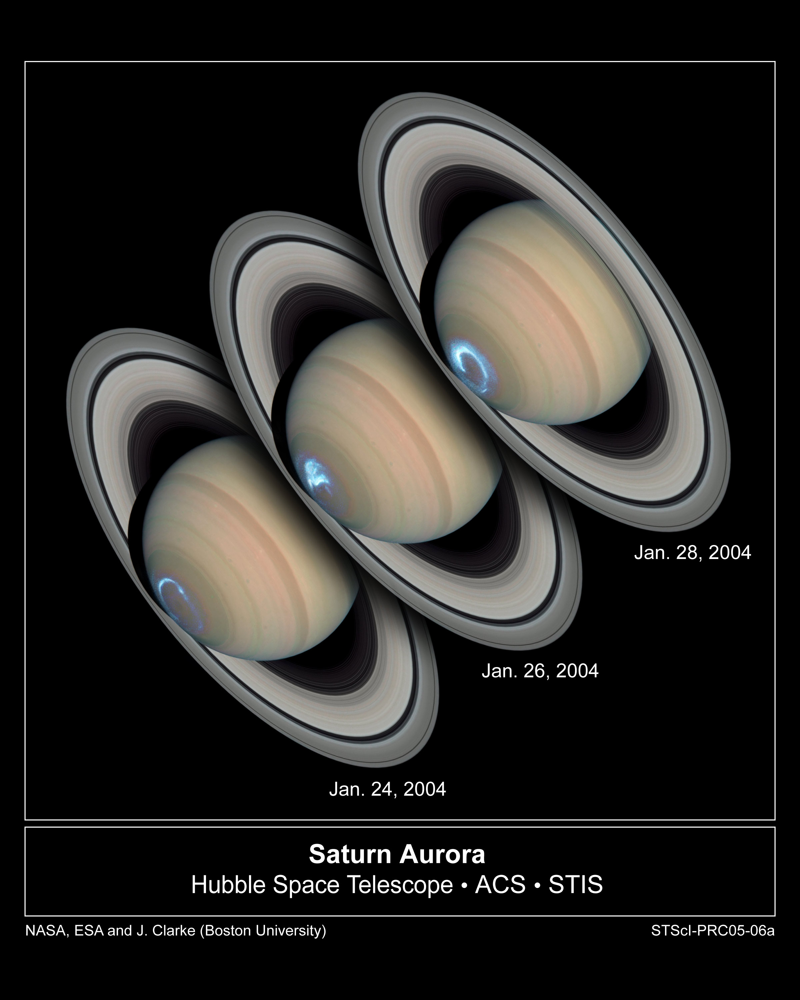 Jan. 28, 2004
Jan. 26, 2004
Jan. 24, 2004
Saturn Aurora
Hubble Space Telescope • ACS • STIS
NASA, ESA and J. Clarke (Boston University)
STScI-PRC05-06a